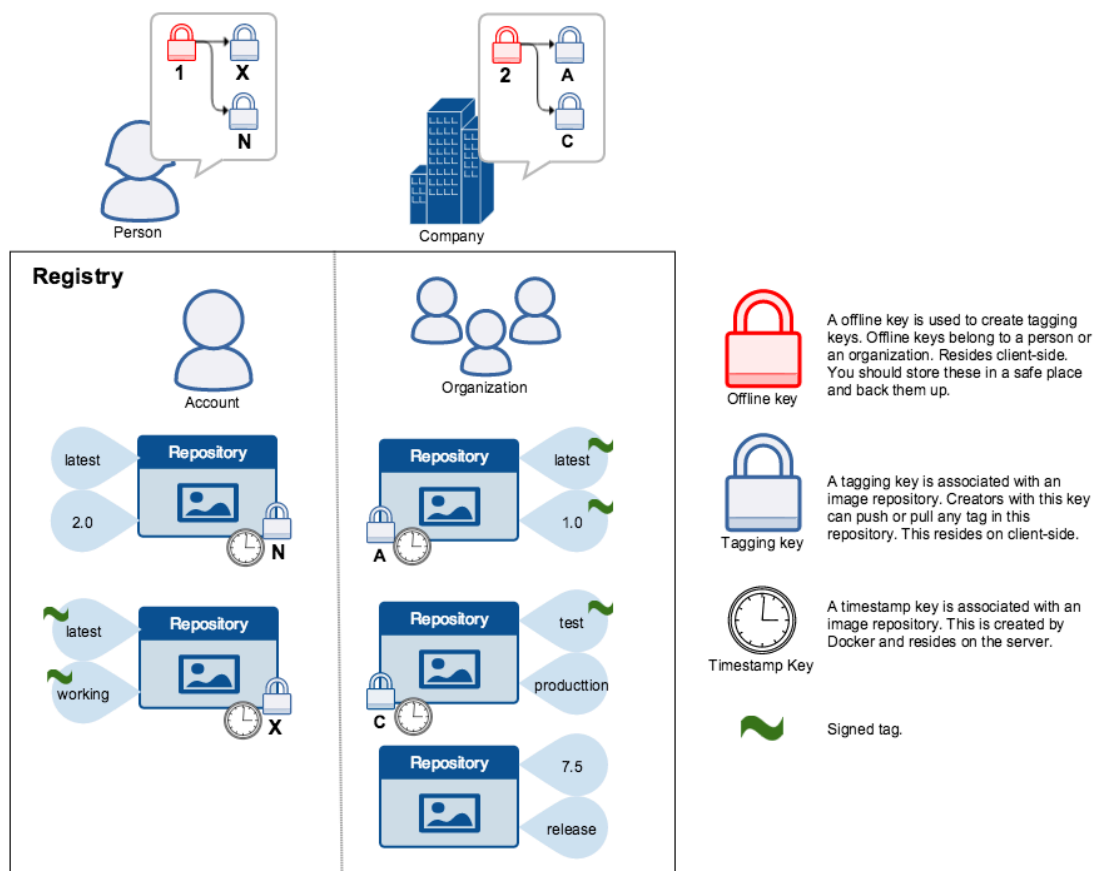 1
X
N
2
A
C
Person
Company
Registry
Account
Organization
latest
2.0
Repository
N
Repository
latest
1.0
A
latest
working
Repository
X
Repository
test
producttion
C
Repository
7.5
release
Offline key
A offline key is used to create tagging
keys. Offline keys belong to a person or
an organization. Resides client-side.
You should store these in a safe place
and back them up.
Tagging key
A tagging key is associated with an
image repository. Creators with this key
can push or pull any tag in this
repository. This resides on client-side.
Timestamp Key
A timestamp key is associated with an
image repository. This is created by
Docker and resides on the server.
Signed tag.